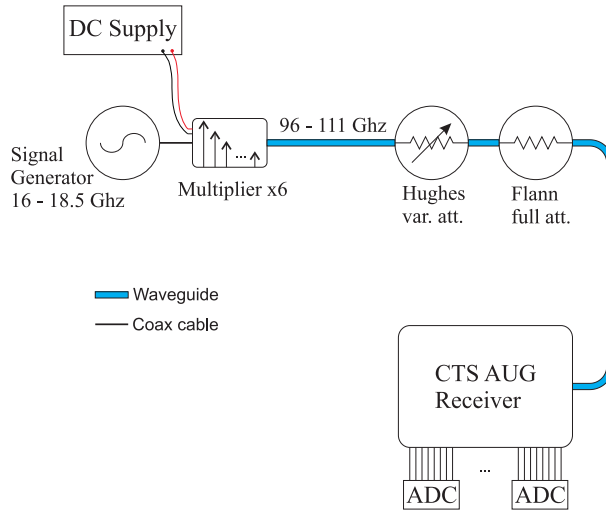 DC Supply
96 - 111 Ghz
Signal
Generator
16 - 18.5 Ghz
Multiplier x6
Hughes
var. att.
Flann
full att.
Waveguide
Coax cable
CTS AUG
Receiver
...
ADC
ADC